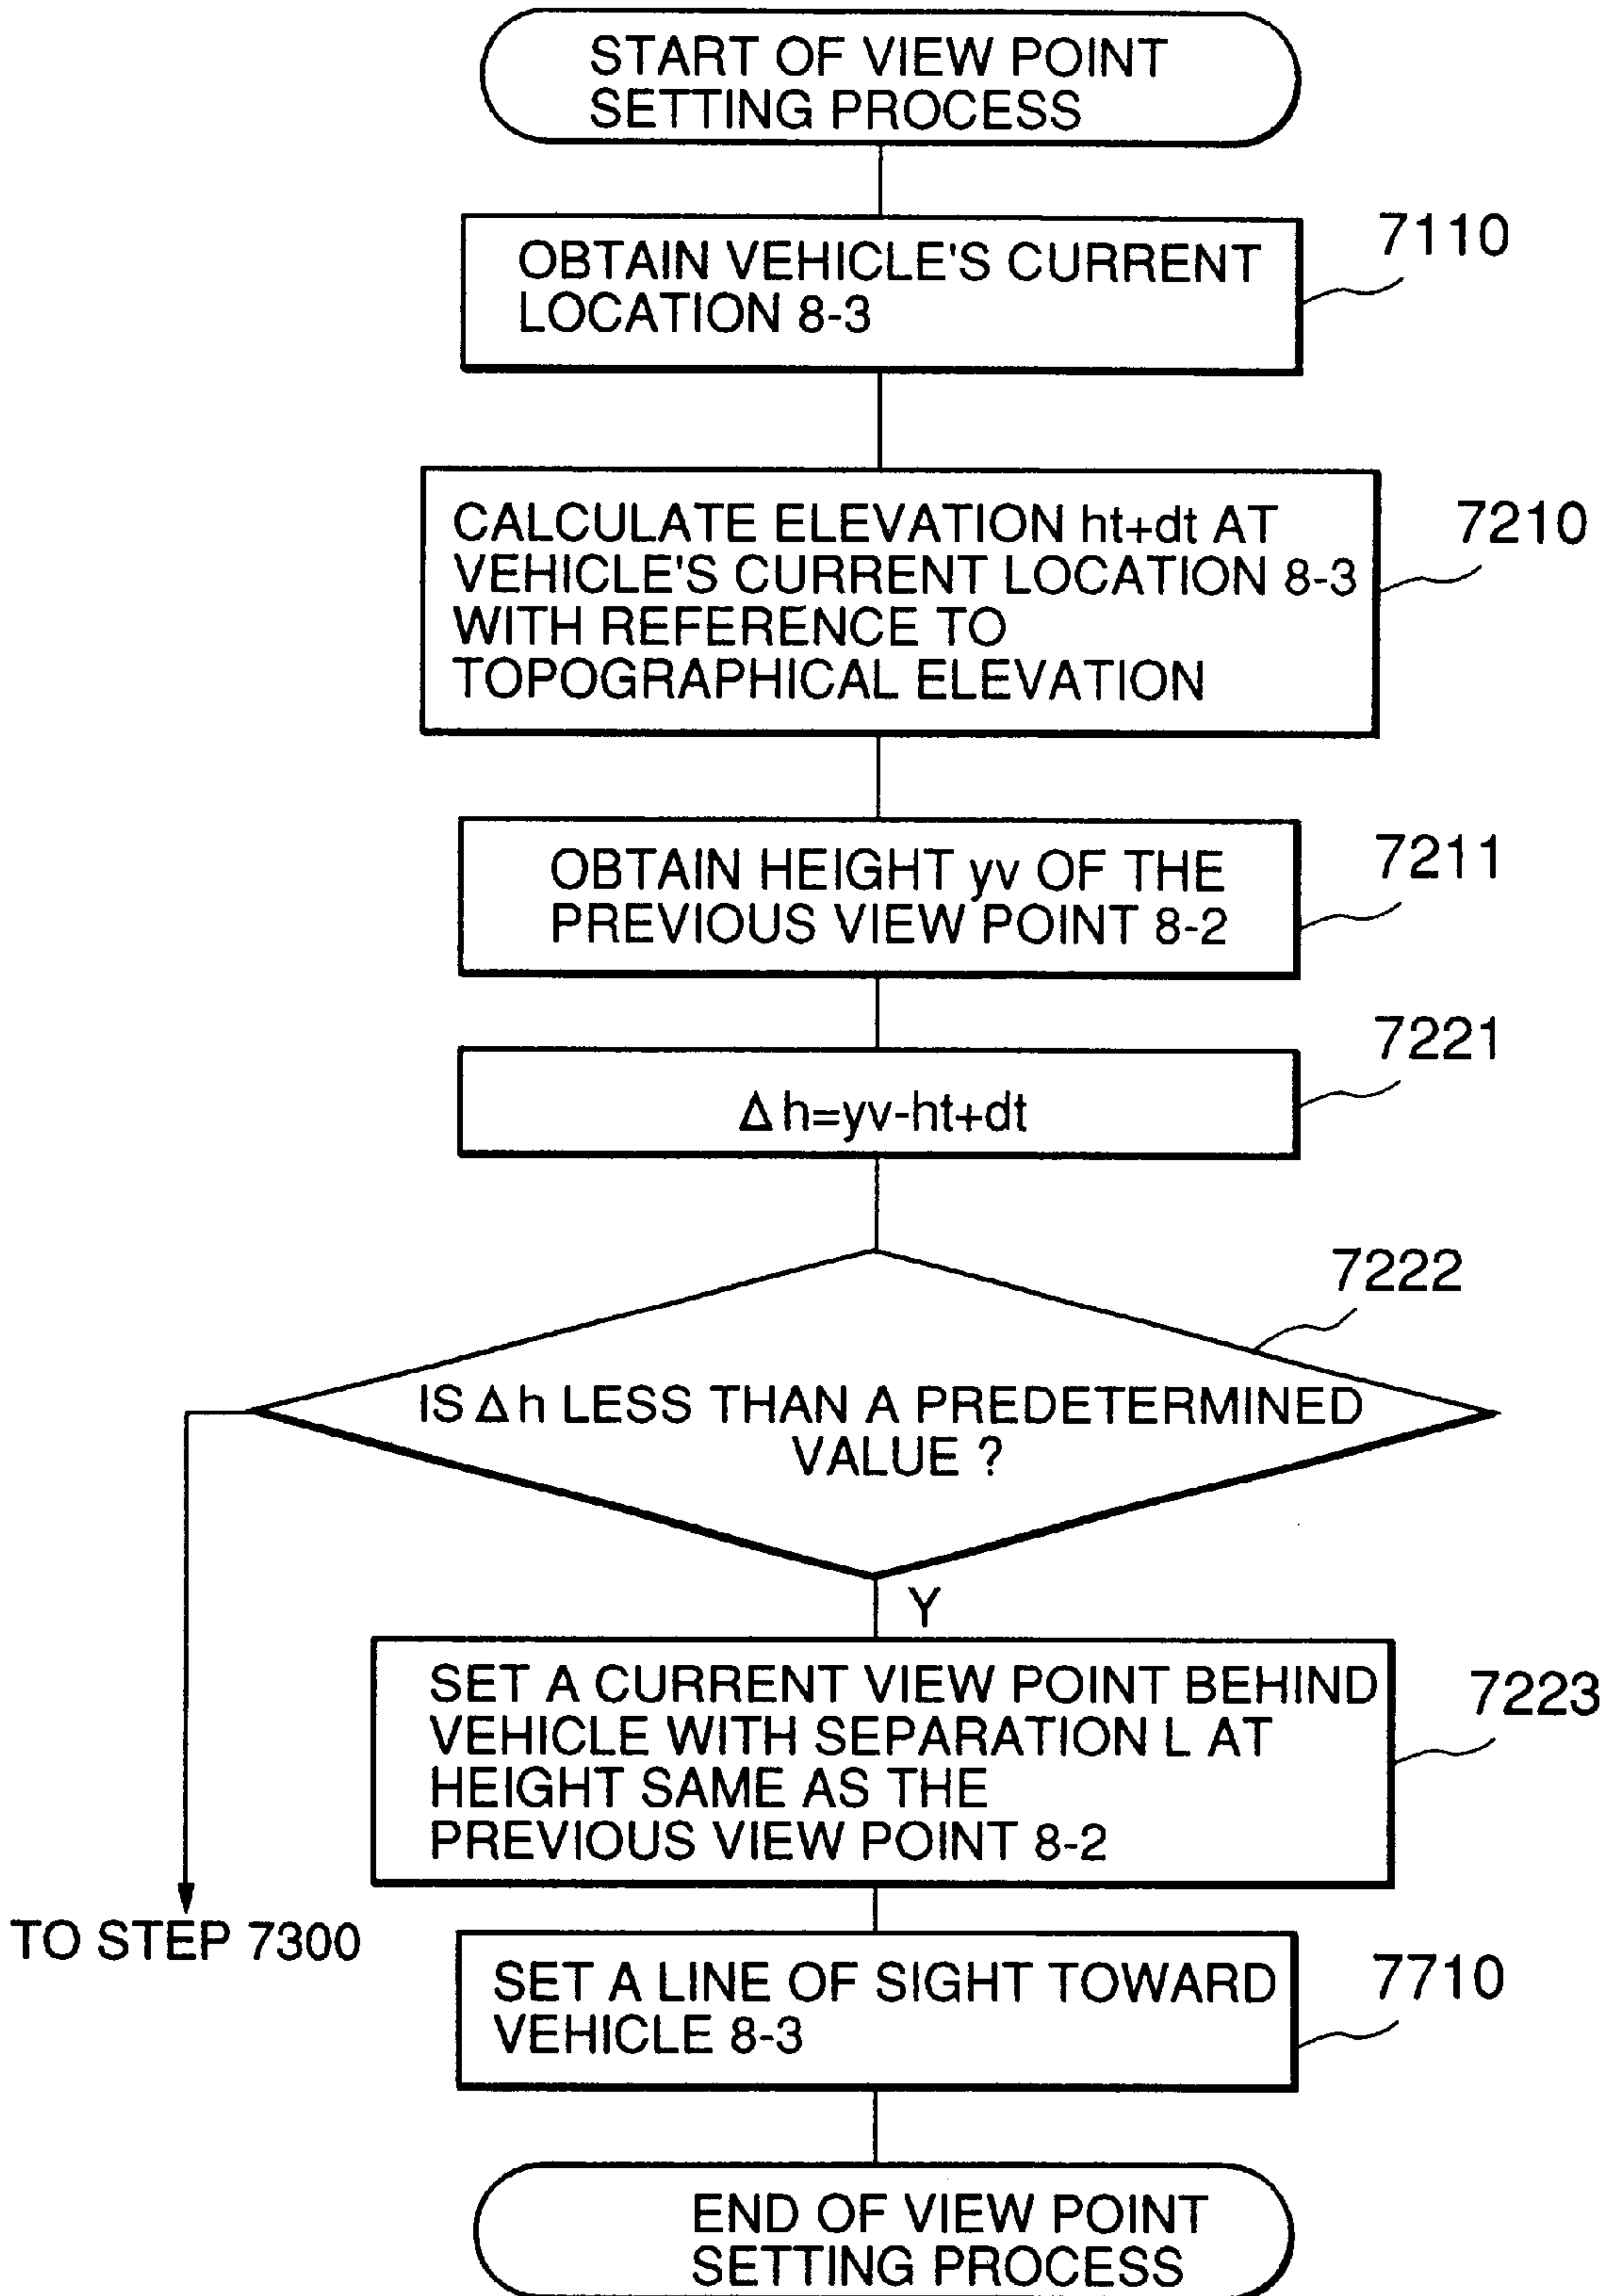 START OF VIEW POINT
SETTING PROCESS
OBTAIN VEHICLE'S CURRENT
LOCATION 8-3
7110
CALCULATE ELEVATION ht+dt AT
VEHICLE'S CURRENT LOCATION 8-3
WITH REFERENCE TO
TOPOGRAPHICAL ELEVATION
7210
OBTAIN HEIGHT yv OF THE
PREVIOUS VIEW POINT 8-2
7211
Δh=yv-ht+dt
7221
IS Δh LESS THAN A PREDETERMINED
VALUE ?
7222
Y
SET A CURRENT VIEW POINT BEHIND
VEHICLE WITH SEPARATION L AT
HEIGHT SAME AS THE
PREVIOUS VIEW POINT 8-2
7223
TO STEP 7300
SET A LINE OF SIGHT TOWARD
VEHICLE 8-3
7710
END OF VIEW POINT
SETTING PROCESS